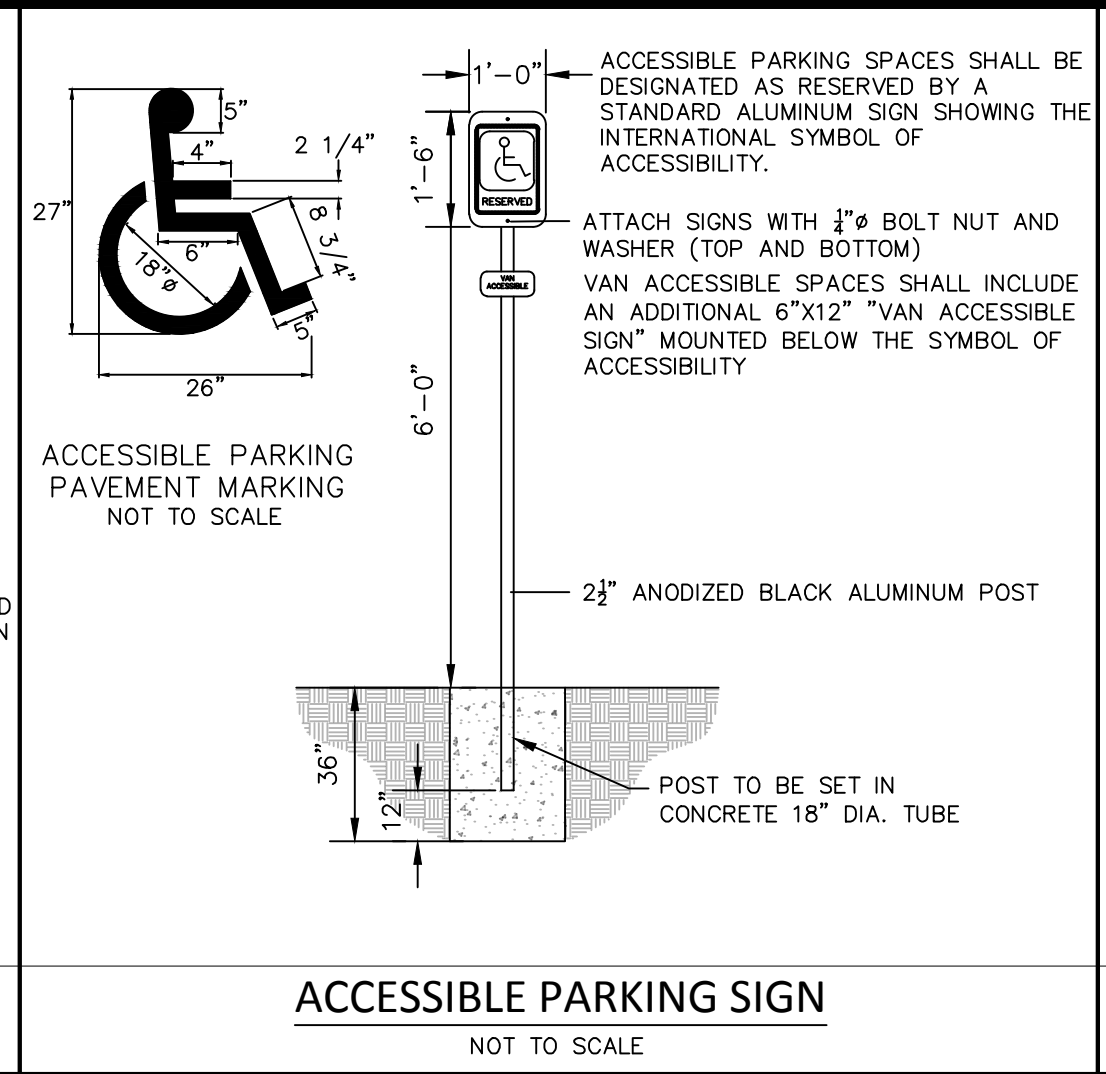 5"
4"
2 1/4"
27"
8 3/4"
6"
18"ø
5"
26"
ACCESSIBLE PARKING
PAVEMENT MARKING
NOT TO SCALE
1'-0"
1'-6"
RESERVED
VAN
ACCESSIBLE
6'-0"
36"
12"
ACCESSIBLE PARKING SPACES SHALL BE
DESIGNATED AS RESERVED BY A
STANDARD ALUMINUM SIGN SHOWING THE
INTERNATIONAL SYMBOL OF
ACCESSIBILITY.
ATTACH SIGNS WITH 1/4"ø BOLT NUT AND
WASHER (TOP AND BOTTOM)
VAN ACCESSIBLE SPACES SHALL INCLUDE
AN ADDITIONAL 6"X12" "VAN ACCESSIBLE
SIGN" MOUNTED BELOW THE SYMBOL OF
ACCESSIBILITY
2 1/2" ANODIZED BLACK ALUMINUM POST
POST TO BE SET IN
CONCRETE 18" DIA. TUBE
D
N
ACCESSIBLE PARKING SIGN
NOT TO SCALE